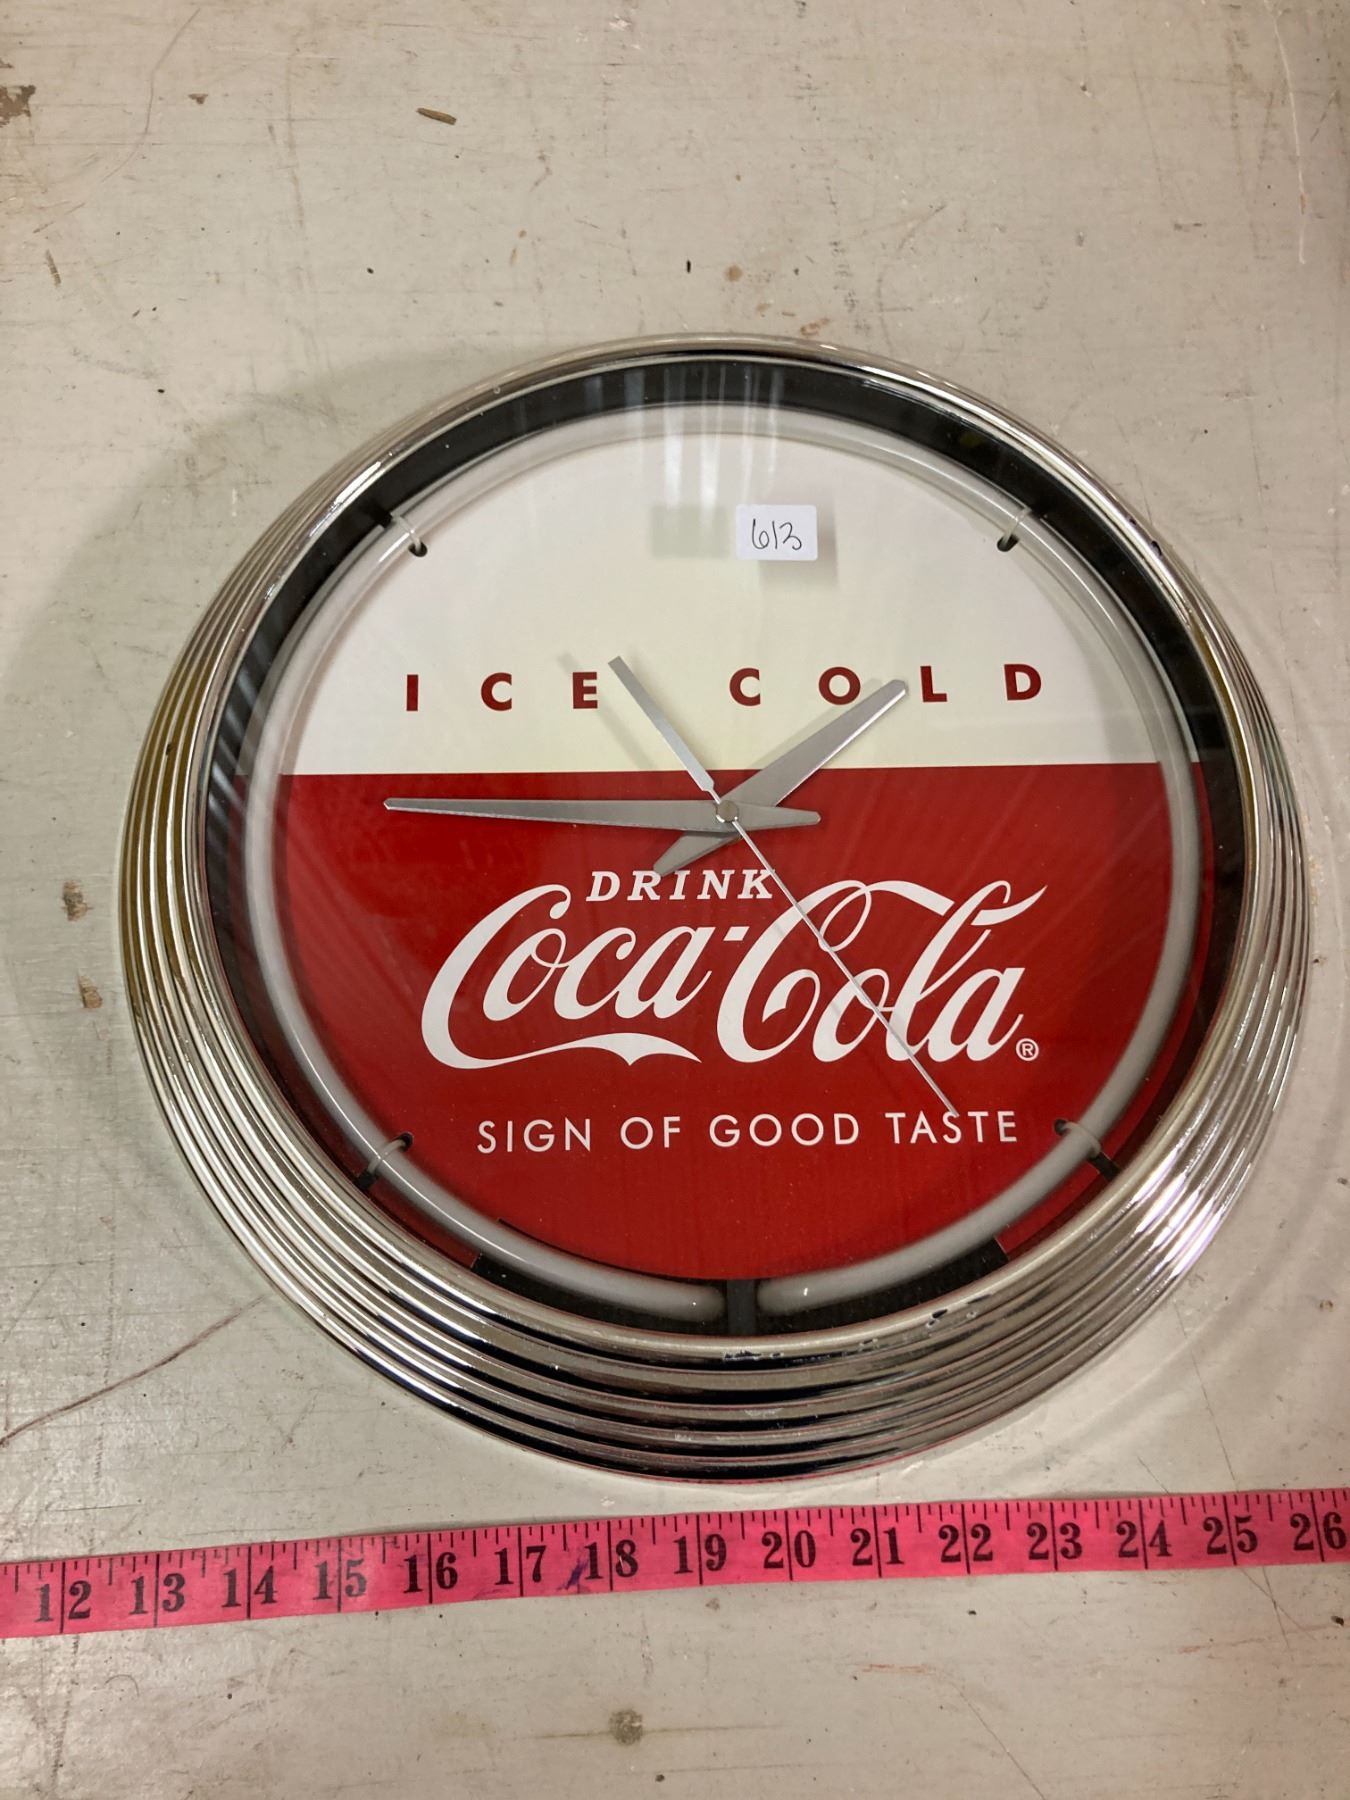 613
ICE COLD
DRINK
Coca-Cola®
SIGN OF GOOD TASTE
12 13 14 15 16 17 18 19 20 21 22 23 24 25 26